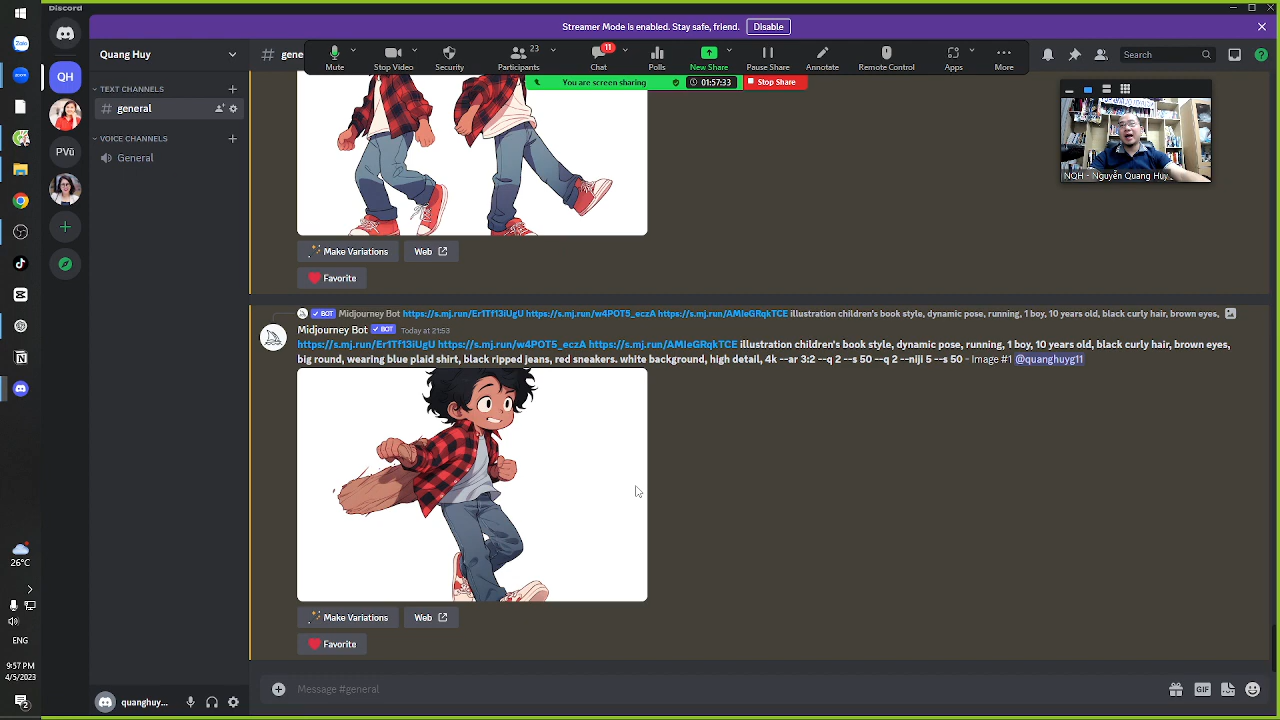 Discord
Streamer Mode is enabled. Stay safe, friend.
Disable
QH
PVü
26°C
ENG
9:57 PM
4/5/2023
2
Quang Huy
TEXT CHANNELS
general
VOICE CHANNELS
General
quanghuy...
# gene
Mute
Stop Video
Security
23
Participants
11
Chat
Polls
New Share
Pause Share
Annotate
Remote Control
Apps
More
Search
You are screen sharing
01:57:33
Stop Share
NQH - Nguyễn Quang Huy...
Make Variations
Web
Favorite
BOT Midjourney Bot https://s.mj.run/Er1Tf13iUgU https://s.mj.run/w4POT5_eczA https://s.mj.run/AMIeGRqkTCE illustration children's book style, dynamic pose, running, 1 boy, 10 years old, black curly hair, brown eyes,
Midjourney Bot BOT Today at 21:53
https://s.mj.run/Er1Tf13iUgU https://s.mj.run/w4POT5_eczA https://s.mj.run/AMIeGRqkTCE illustration children's book style, dynamic pose, running, 1 boy, 10 years old, black curly hair, brown eyes,
big round, wearing blue plaid shirt, black ripped jeans, red sneakers. white background, high detail, 4k --ar 3:2 --q 2 --s 50 --q 2 --niji 5 --s 50 - Image #1 @quanghuyg11
Make Variations
Web
Favorite
Message #general
GIF